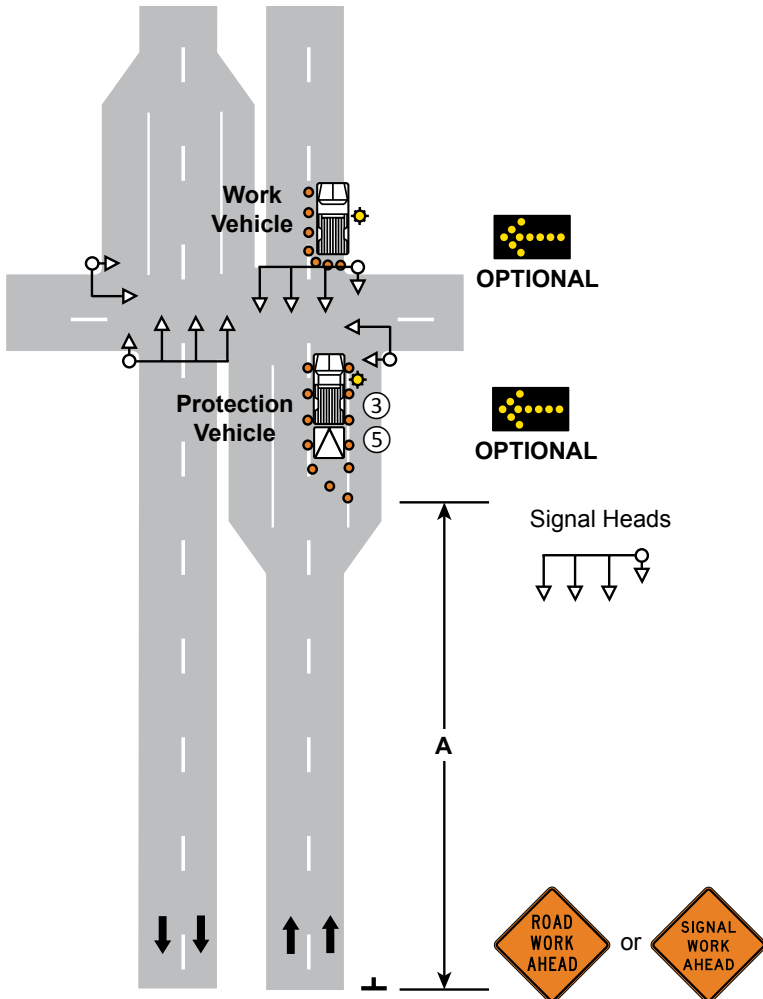 Work
Vehicle
OPTIONAL
Protection
Vehicle
③
⑤
OPTIONAL
Signal Heads
A
ROAD
WORK
AHEAD
or
SIGNAL
WORK
AHEAD